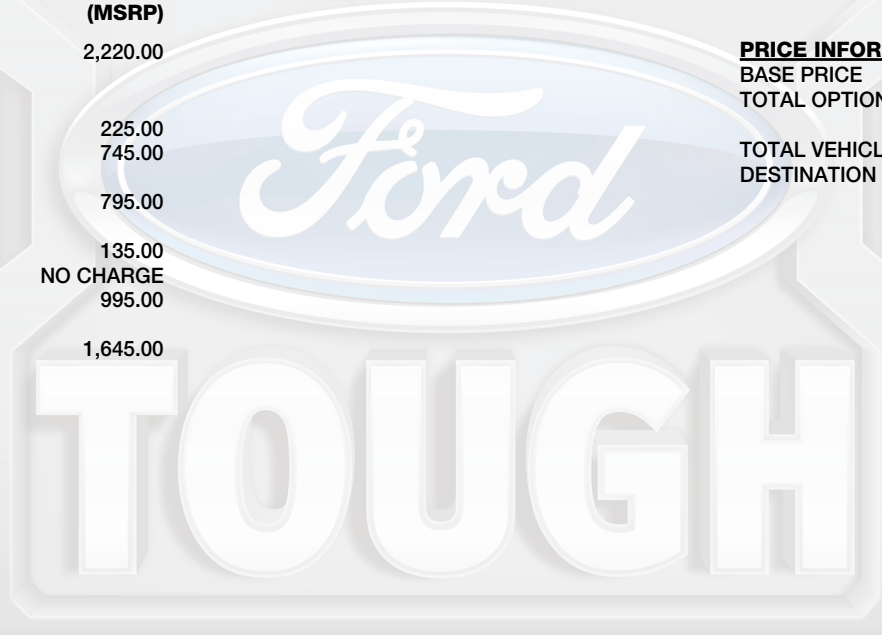 (MSRP)
2,220.00
225.00
745.00
795.00
135.00
NO CHARGE
995.00
1,645.00
PRICE INFOR
BASE PRICE
TOTAL OPTION
TOTAL VEHICL
DESTINATION
Ford
TOUGH